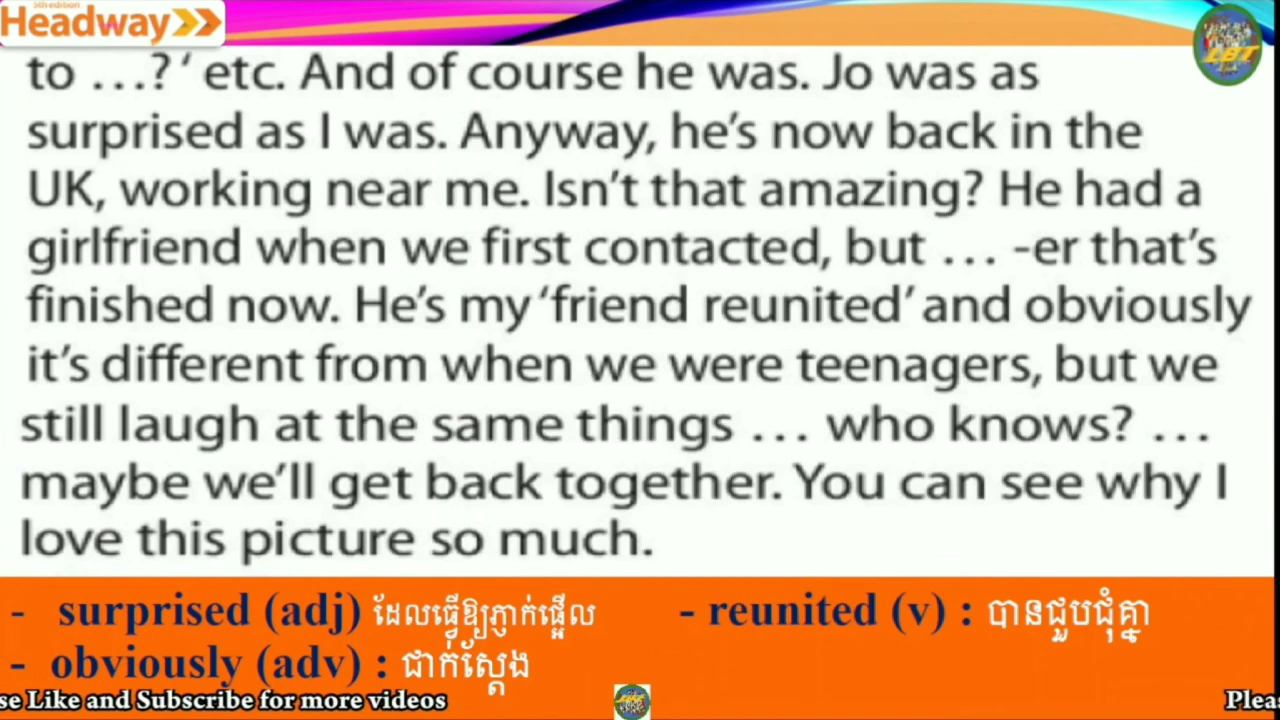 5th edition
Headway
LBT
to …? ‘ etc. And of course he was. Jo was as
surprised as I was. Anyway, he’s now back in the
UK, working near me. Isn’t that amazing? He had a
girlfriend when we first contacted, but … -er that’s
finished now. He’s my ‘friend reunited’ and obviously
it’s different from when we were teenagers, but we
still laugh at the same things … who knows? …
maybe we’ll get back together. You can see why I
love this picture so much.
- surprised (adj) ដែលធ្វើឱ្យភ្ញាក់ផ្អើល
- reunited (v) : បានជួបជុំគ្នា
- obviously (adv) : ជាក់ស្ដែង
se Like and Subscribe for more videos
Plea